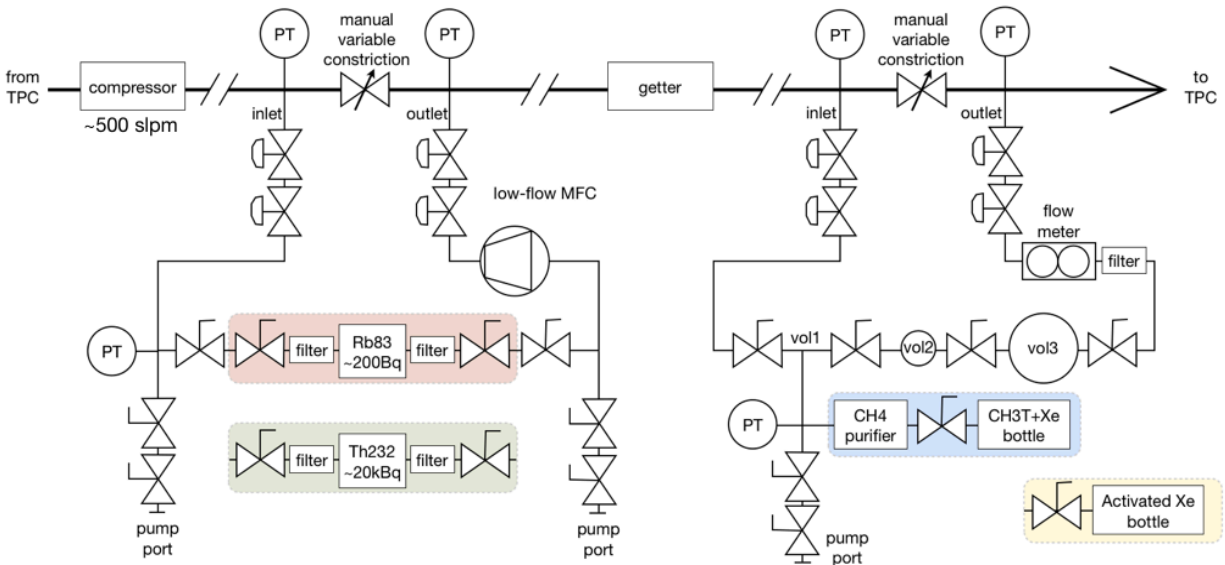 PT
manual
variable
constriction
PT
PT
manual
variable
constriction
PT
from
TPC
compressor
~500 slpm
getter
to
TPC
inlet
outlet
inlet
outlet
low-flow MFC
flow
meter
filter
PT
filter
Rb83
~200Bq
filter
vol1
vol2
vol3
filter
Th232
~20kBq
filter
PT
CH4
purifier
CH3T+Xe
bottle
Activated Xe
bottle
pump
port
pump
port
pump
port